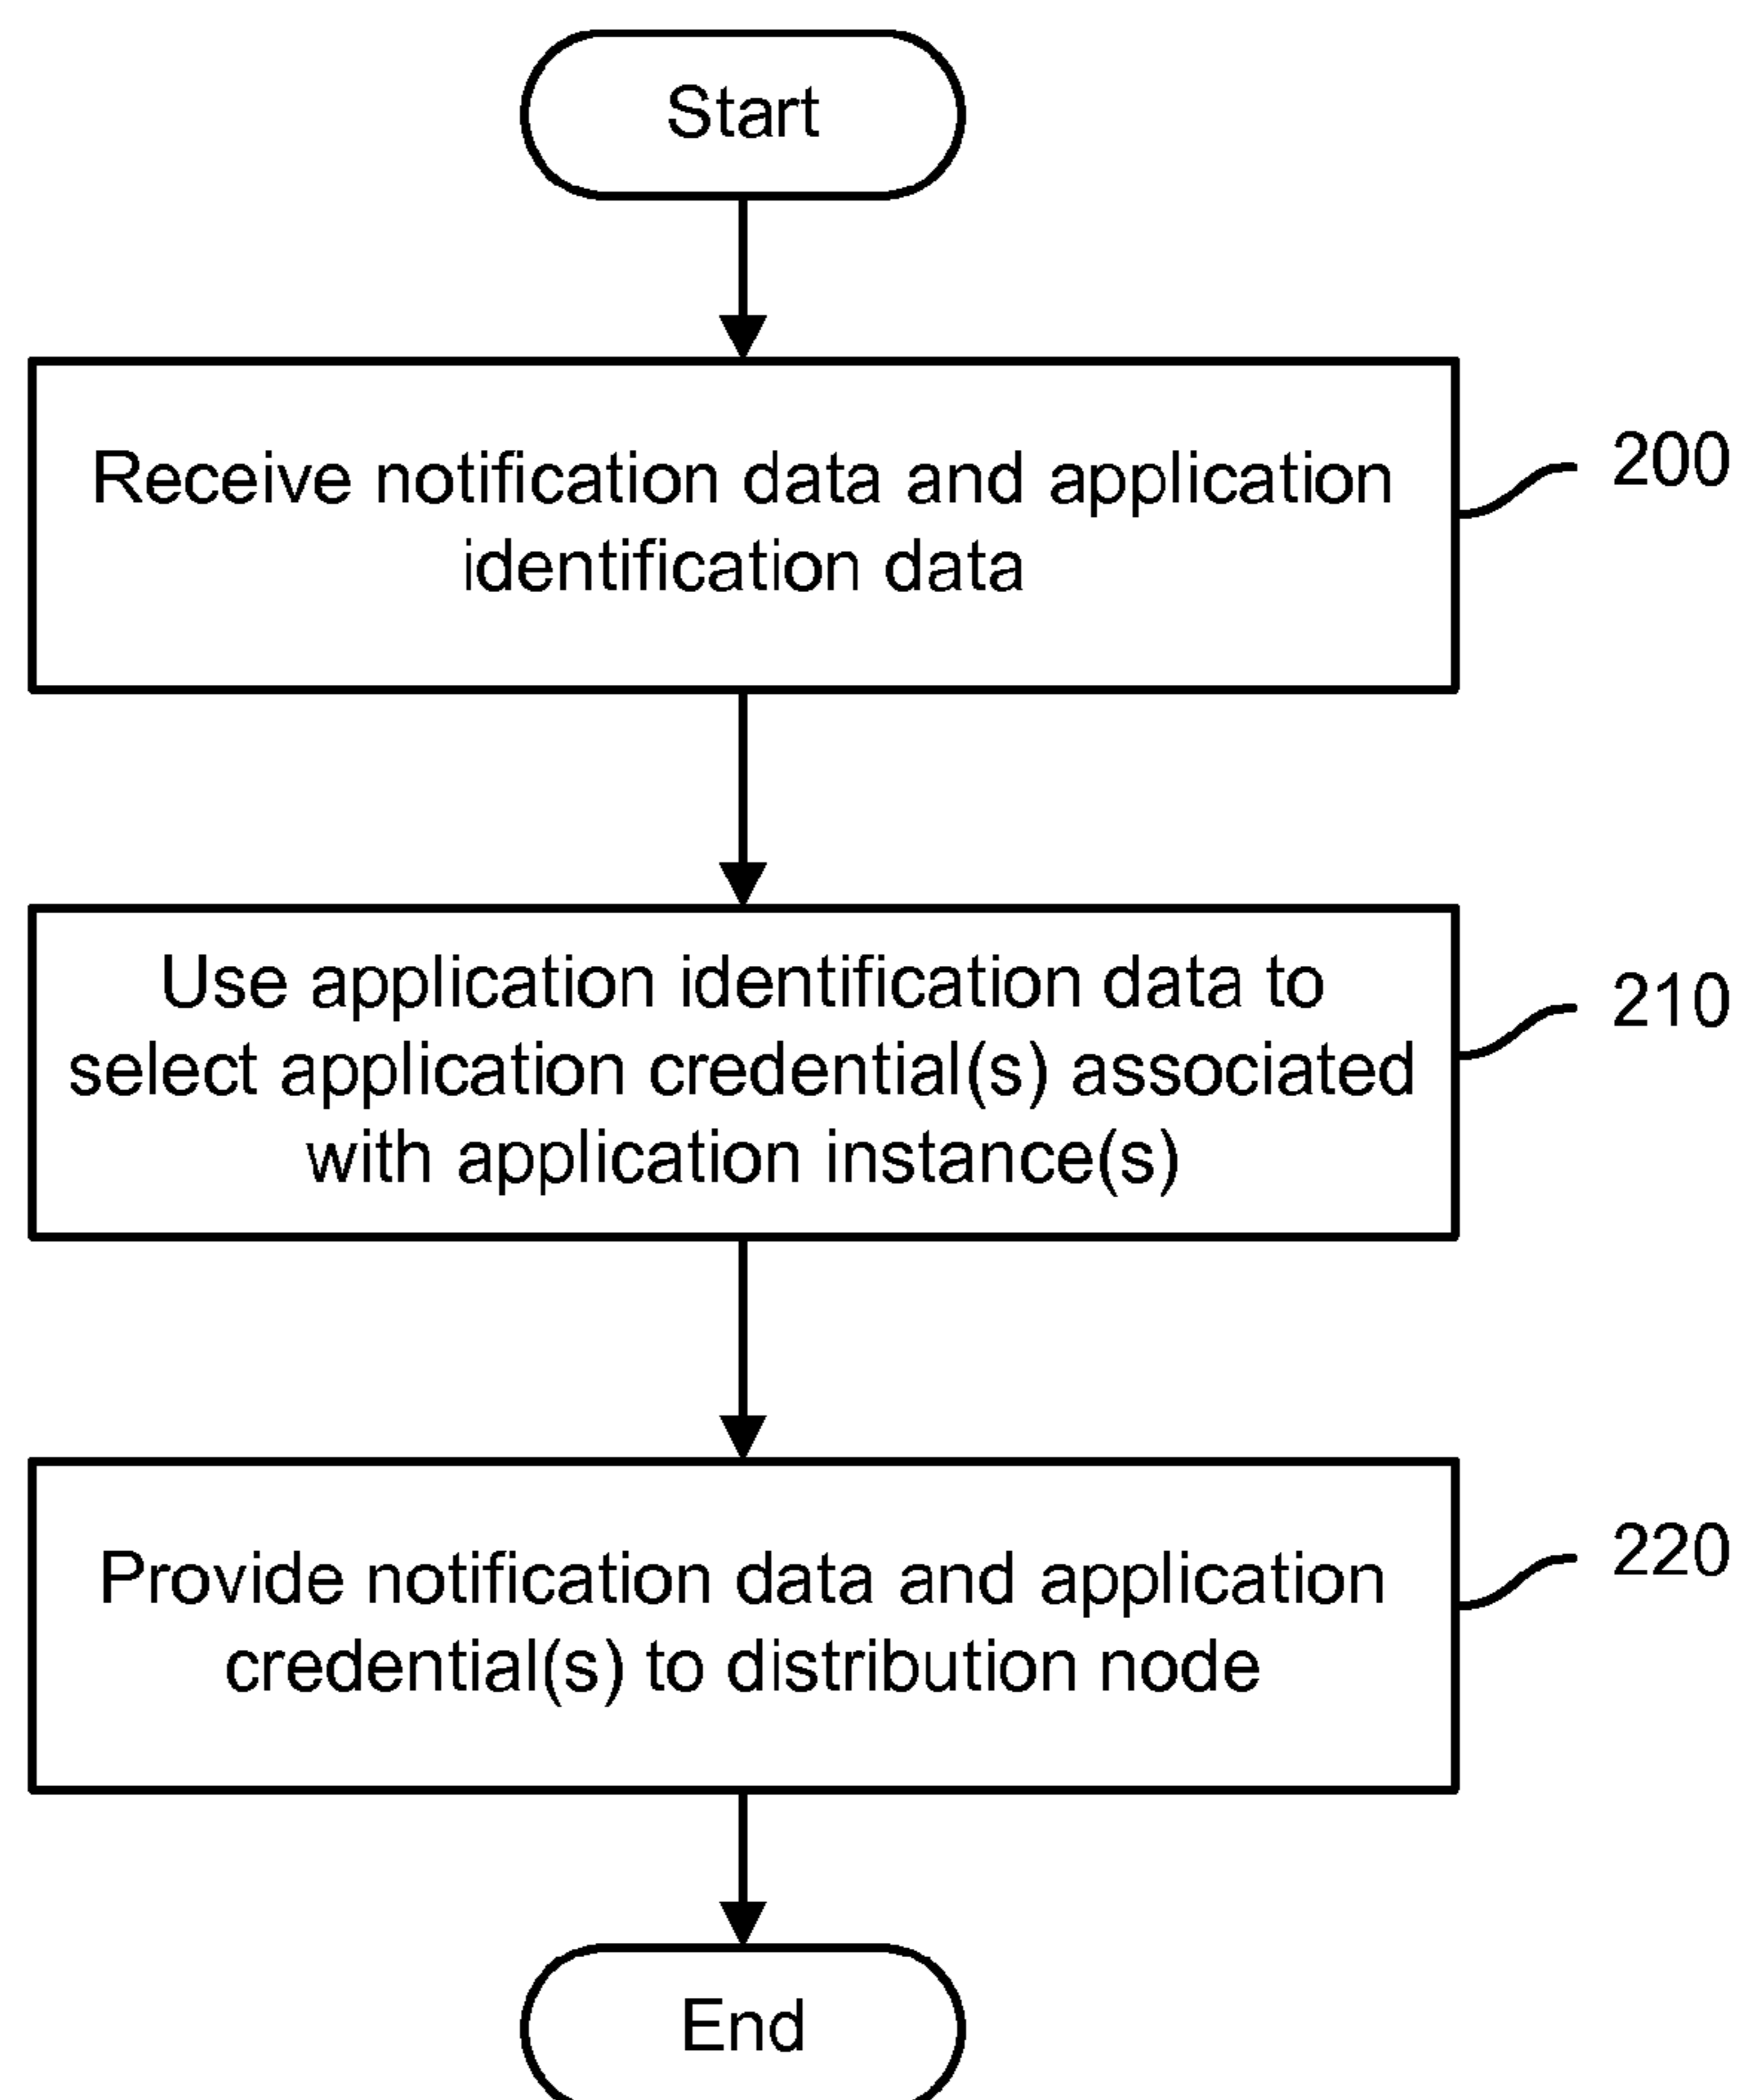 Start
Receive notification data and application
identification data
200
Use application identification data to
select application credential(s) associated
with application instance(s)
210
Provide notification data and application
credential(s) to distribution node
220
End